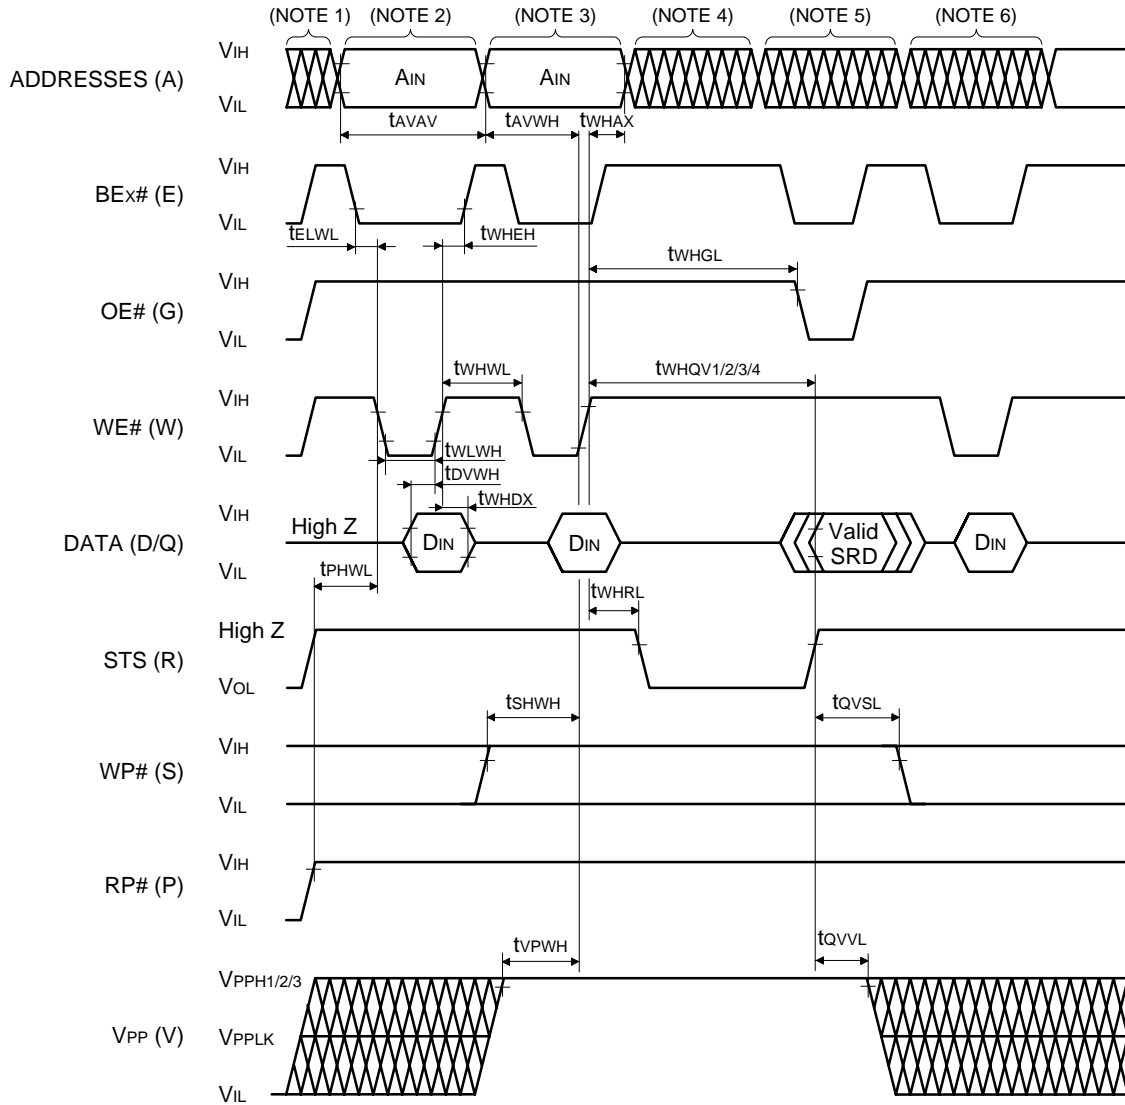 (NOTE 1) (NOTE 2) (NOTE 3) (NOTE 4) (NOTE 5) (NOTE 6)
VIH
ADDRESSES (A) AIN AIN
VIL
tAVAV tAVWH tWHAX
VIH
BEX# (E)
VIL
tELWL tWHEH
tWHGL
VIH
OE# (G)
VIL
tWHWL tWHQV1/2/3/4
VIH
WE# (W)
VIL
tWLWH
tDVWH
tWHDX
VIH
High Z
DATA (D/Q) DIN DIN Valid SRD DIN
VIL
tPHWL
tWHRL
High Z
STS (R)
VOL
tSHWH tQVSL
VIH
WP# (S)
VIL
VIH
RP# (P)
VIL
tVPWH tQVVL
VPPH1/2/3
VPP (V) VPPLK
VIL